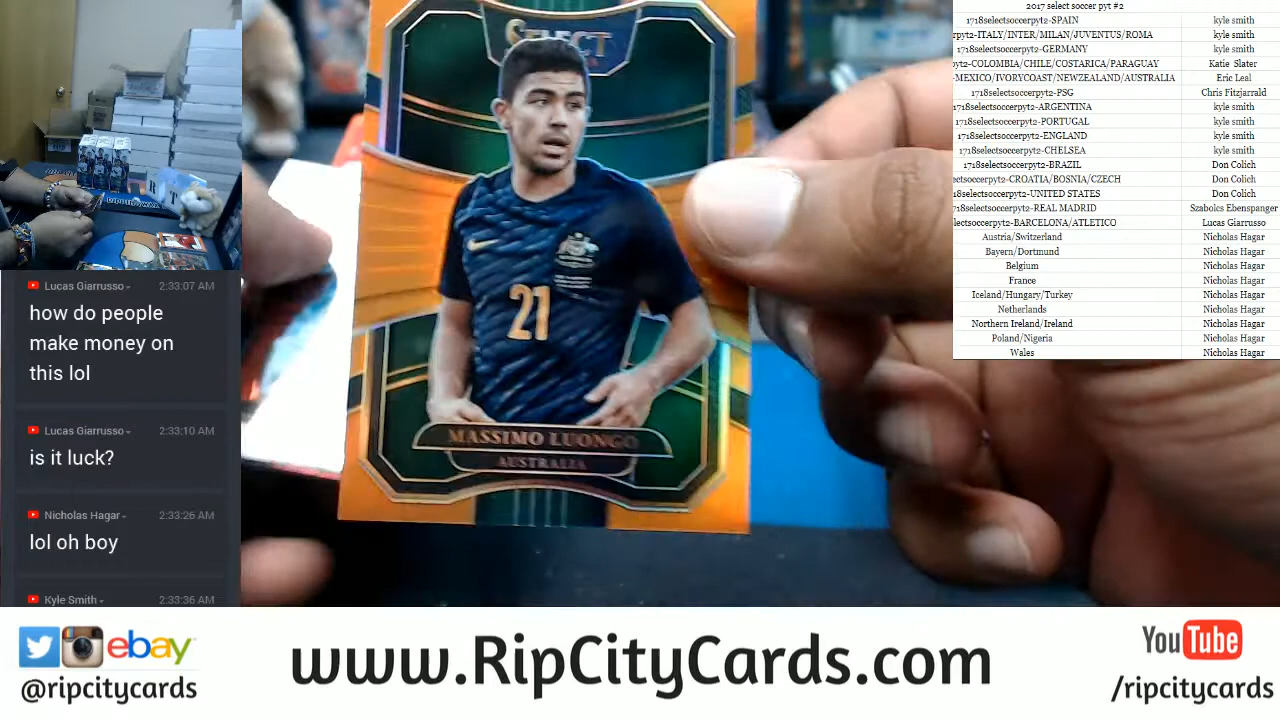 SELECT
21
MASSIMO LUONGO
AUSTRALIA
Lucas Giarrusso 2:33:07 AM
how do people
make money on
this lol
Lucas Giarrusso 2:33:10 AM
is it luck?
Nicholas Hagar 2:33:26 AM
lol oh boy
Kyle Smith 2:33:36 AM
2017 select soccer pyt #2
1718selectsoccerpyt2-SPAIN kyle smith
rpyt2-ITALY/INTER/MILAN/JUVENTUS/ROMA kyle smith
1718selectsoccerpyt2-GERMANY kyle smith
yt2-COLOMBIA/CHILE/COSTARICA/PARAGUAY Katie Slater
-MEXICO/IVORYCOAST/NEWZEALAND/AUSTRALIA Eric Leal
1718selectsoccerpyt2-PSG Chris Fitzjarrald
1718selectsoccerpyt2-ARGENTINA kyle smith
1718selectsoccerpyt2-PORTUGAL kyle smith
1718selectsoccerpyt2-ENGLAND kyle smith
1718selectsoccerpyt2-CHELSEA kyle smith
1718selectsoccerpyt2-BRAZIL Don Colich
ectsoccerpyt2-CROATIA/BOSNIA/CZECH Don Colich
18selectsoccerpyt2-UNITED STATES Don Colich
718selectsoccerpyt2-REAL MADRID Szabolcs Ebenspanger
lectsoccerpyt2-BARCELONA/ATLETICO Lucas Giarrusso
Austria/Switzerland Nicholas Hagar
Bayern/Dortmund Nicholas Hagar
Belgium Nicholas Hagar
France Nicholas Hagar
Iceland/Hungary/Turkey Nicholas Hagar
Netherlands Nicholas Hagar
Northern Ireland/Ireland Nicholas Hagar
Poland/Nigeria Nicholas Hagar
Wales Nicholas Hagar
ebay
@ripcitycards
www.RipCityCards.com
YouTube
/ripcitycards